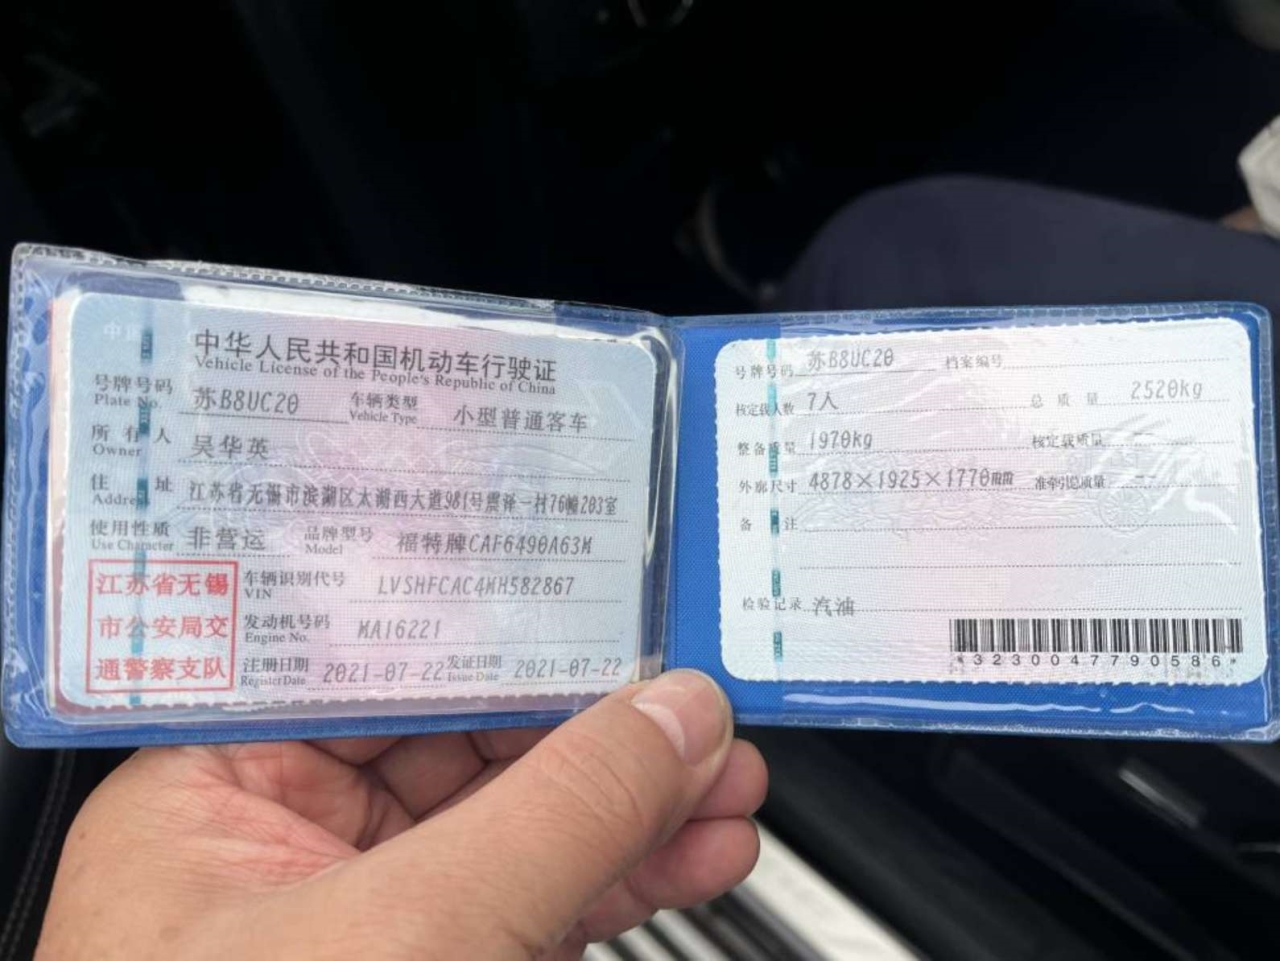 中华人民共和国机动车行驶证
Vehicle License of the People's Republic of China
号牌号码 苏B8UC20 车辆类型 小型普通客车
Plate No. Vehicle Type
所有人 吴华英
Owner
住址 江苏省无锡市滨湖区太湖西大道981号震泽一村76幢203室
Address
使用性质 非营运 品牌型号 福特牌CAF6490A63M
Use Character Model
江苏省无锡
市公安局交
通警察支队
车辆识别代号 LVSHFCAC4MH582867
VIN
发动机号码 MA16221
Engine No.
注册日期 2021-07-22 发证日期 2021-07-22
Register Date Issue Date
号牌号码 苏B8UC20 档案编号
核定载人数 7人 总质量 2520kg
整备质量 1970kg 核定载质量 --
外廓尺寸 4878×1925×1770mm 准牵引总质量 --
备注
检验记录 汽油
*3230047790586*